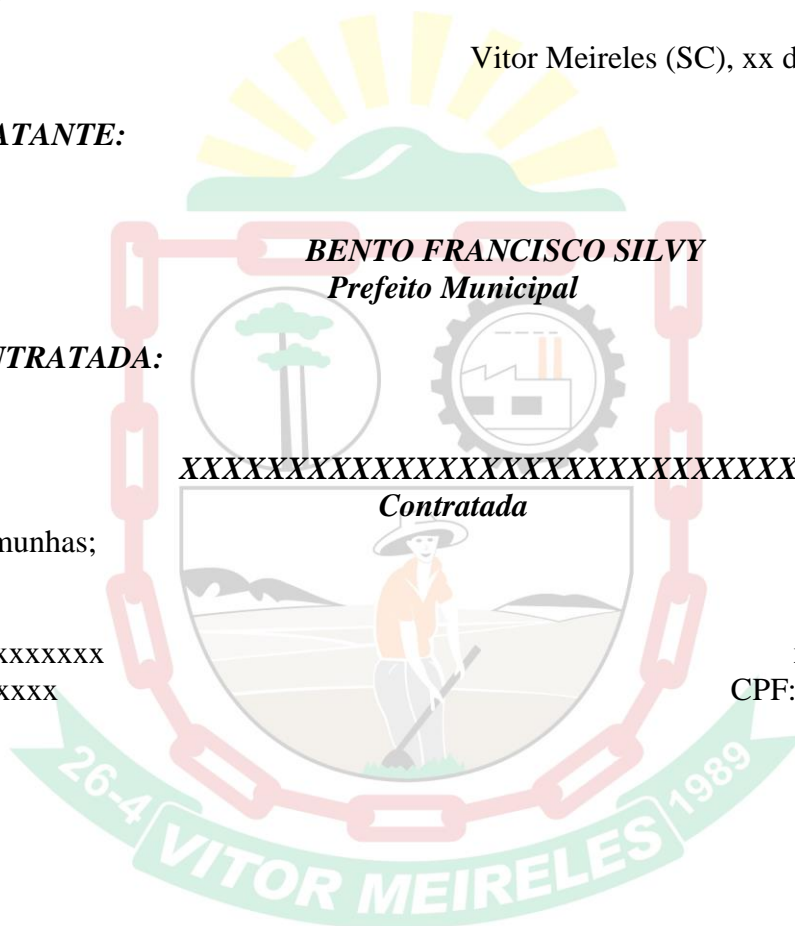 Vitor Meireles (SC), xx d
ATANTE:
BENTO FRANCISCO SILVY
Prefeito Municipal
NTRATADA:
XXXXXXXXXXXXXXXXXXXXXXXXXXXXX
Contratada
munhas;
xxxxxxx
xxxx
CPF:
26-4
VITOR MEIRELES
1989